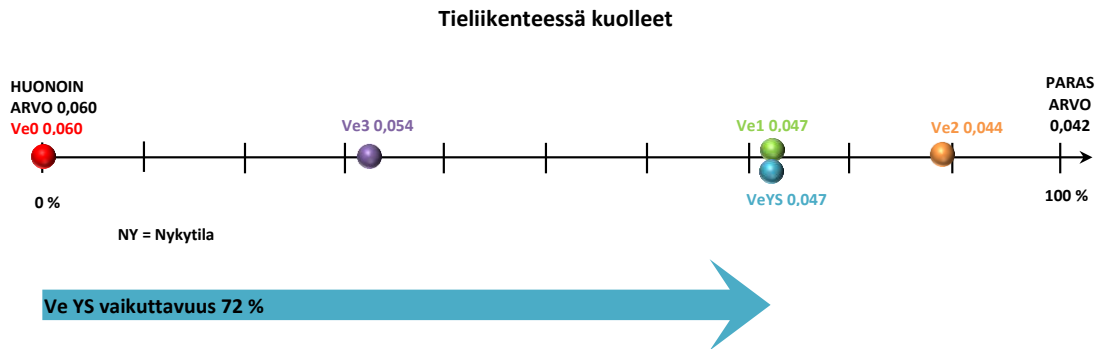 Tieliikenteessä kuolleet
HUONOIN
ARVO 0,060
Ve0 0,060
Ve3 0,054
Ve1 0,047
Ve2 0,044
PARAS
ARVO
0,042
VeYS 0,047
0 %
100 %
NY = Nykytila
Ve YS vaikuttavuus 72 %